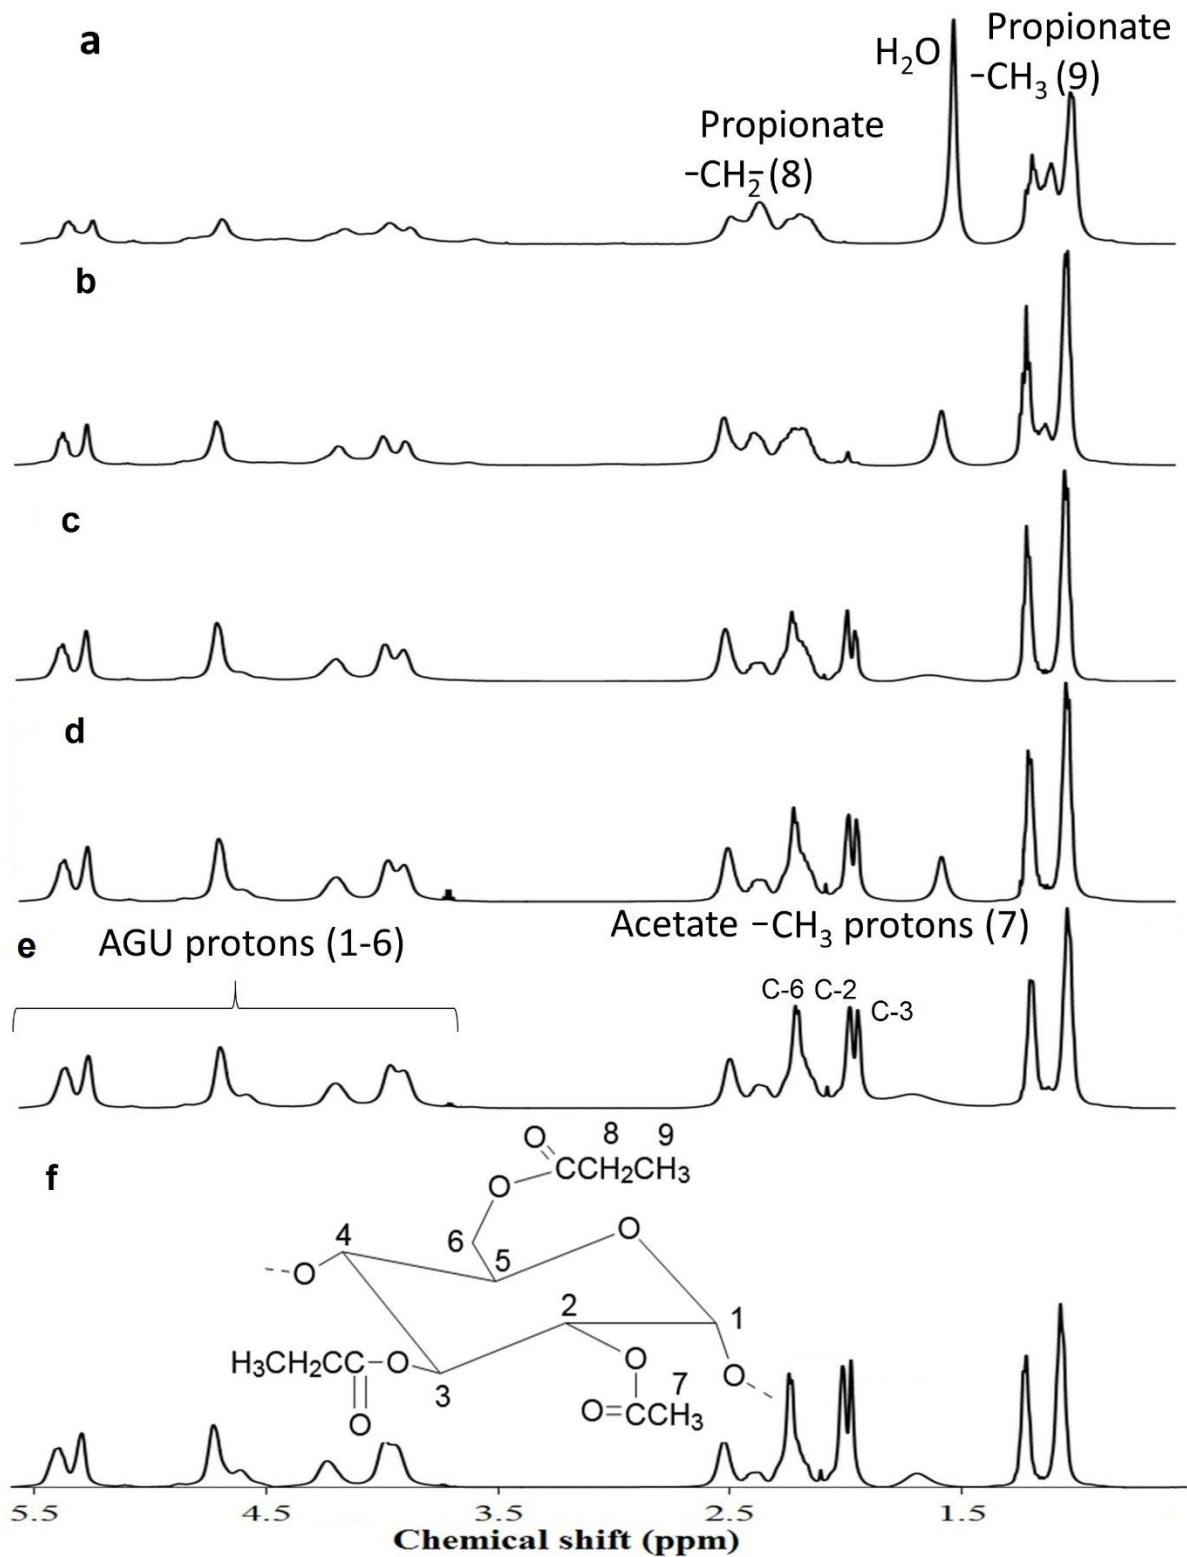 a
H₂O
Propionate
-CH₃ (9)
Propionate
-CH₂-(8)
b
c
d
e
AGU protons (1-6)
Acetate -CH₃ protons (7)
C-6 C-2
C-3
f
O
8 9
CCH₂CH₃
O
6
4
5
O
O
2
1
H₃CH₂CC-O
3
O
O
7
O
O=CCH₃
5.5 4.5 3.5 2.5 1.5
Chemical shift (ppm)